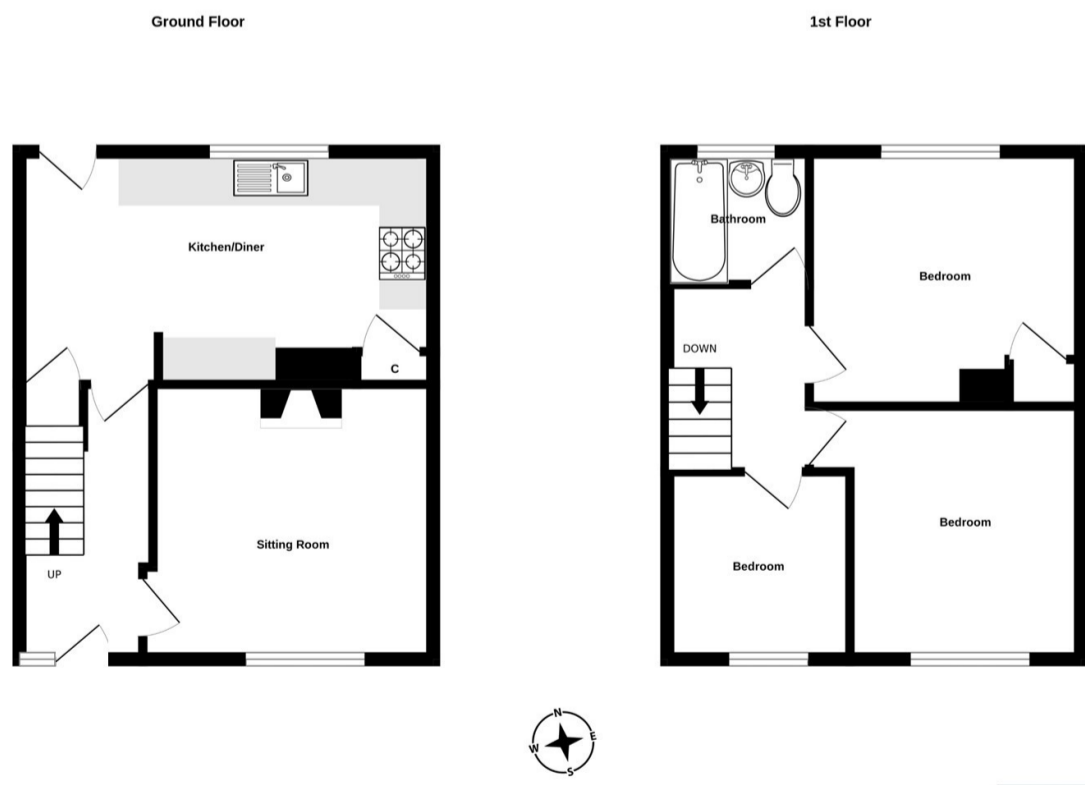 Ground Floor
1st Floor
Kitchen/Diner
C
Sitting Room
UP
Bathroom
Bedroom
DOWN
Bedroom
Bedroom
N
E
W
S